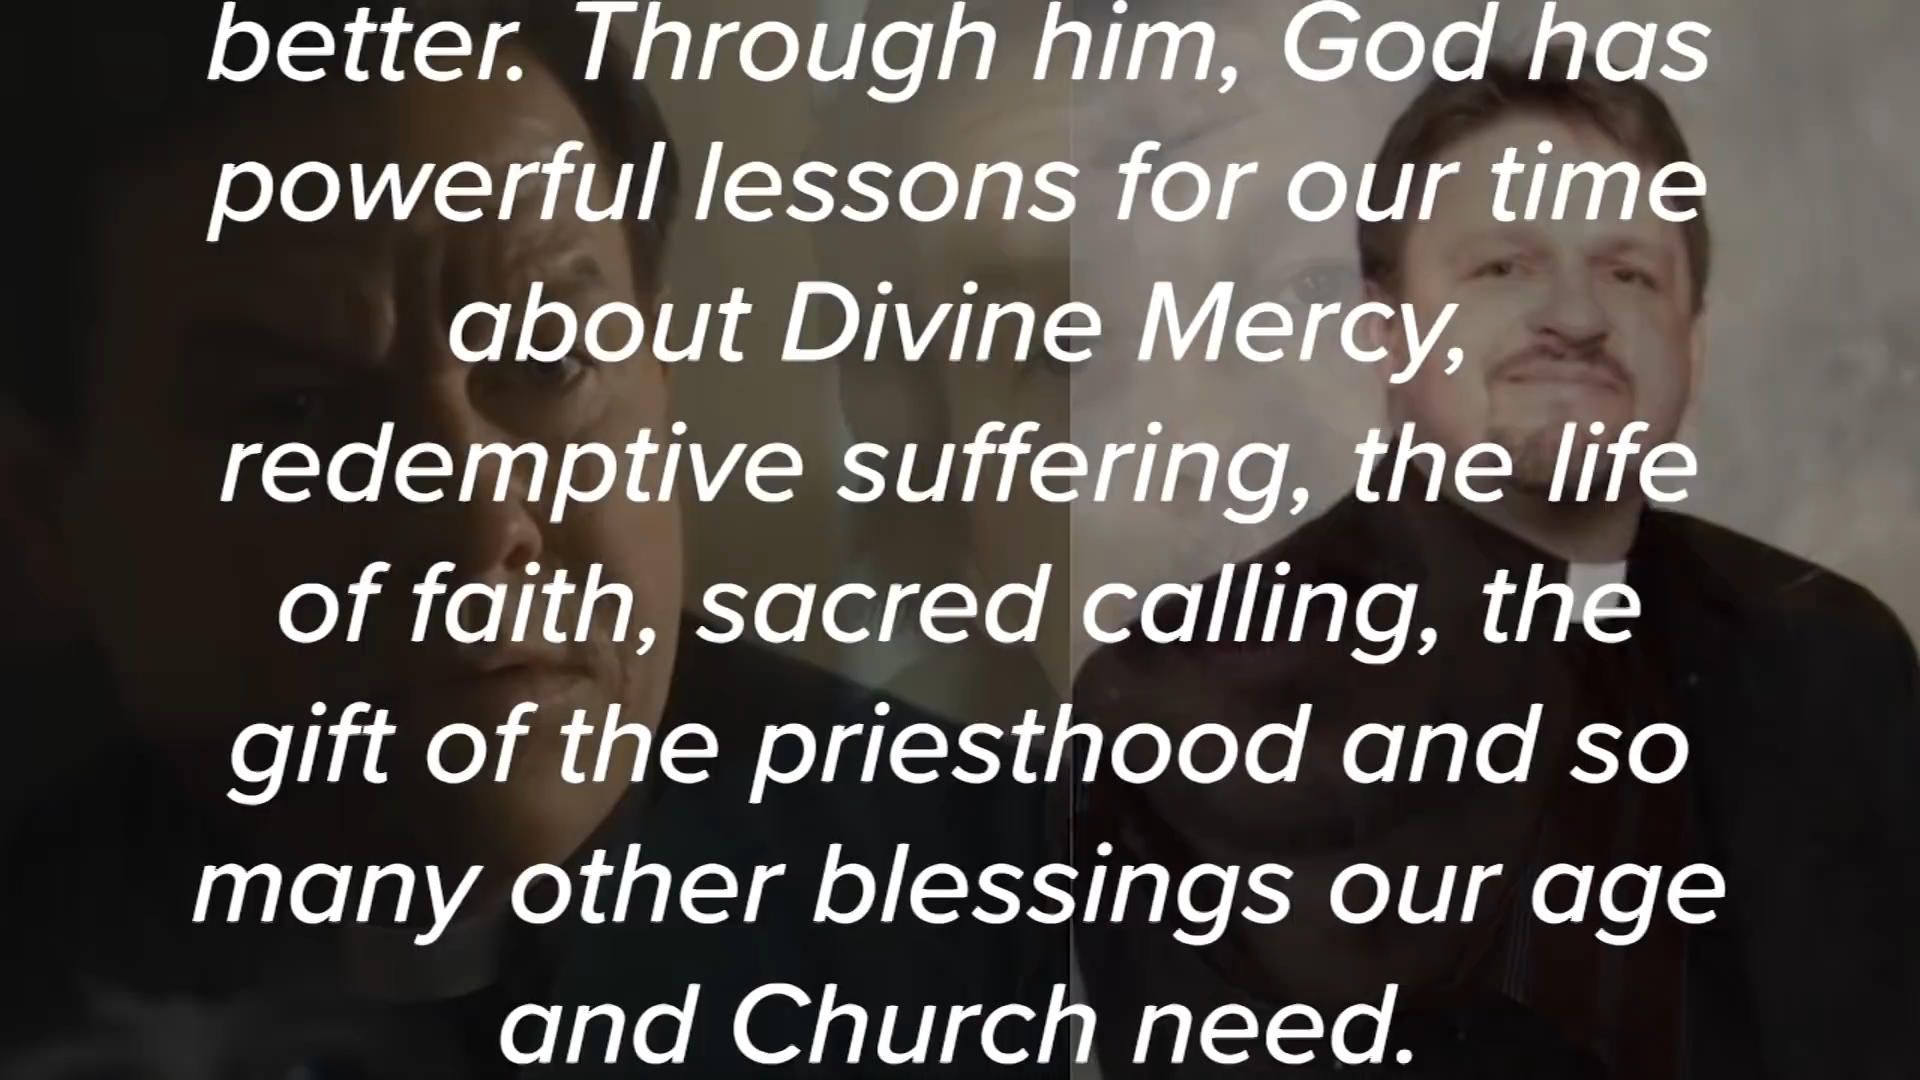 better. Through him, God has
powerful lessons for our time
about Divine Mercy,
redemptive suffering, the life
of faith, sacred calling, the
gift of the priesthood and so
many other blessings our age
and Church need.